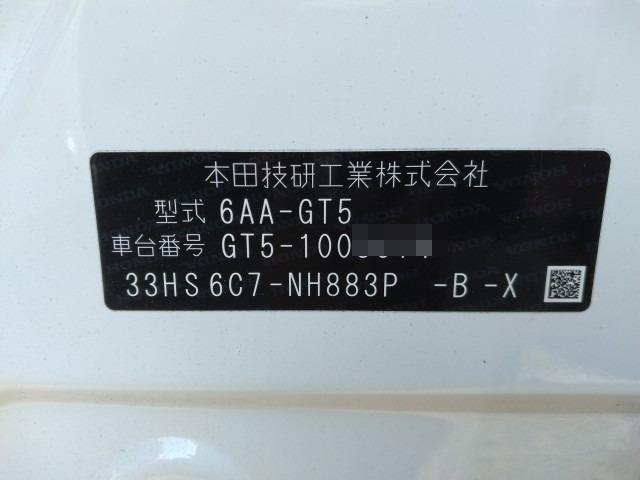 本田技研工業株式会社
型式 6AA-GT5
車台番号 GT5-100
33HS6C7-NH883P -B -X